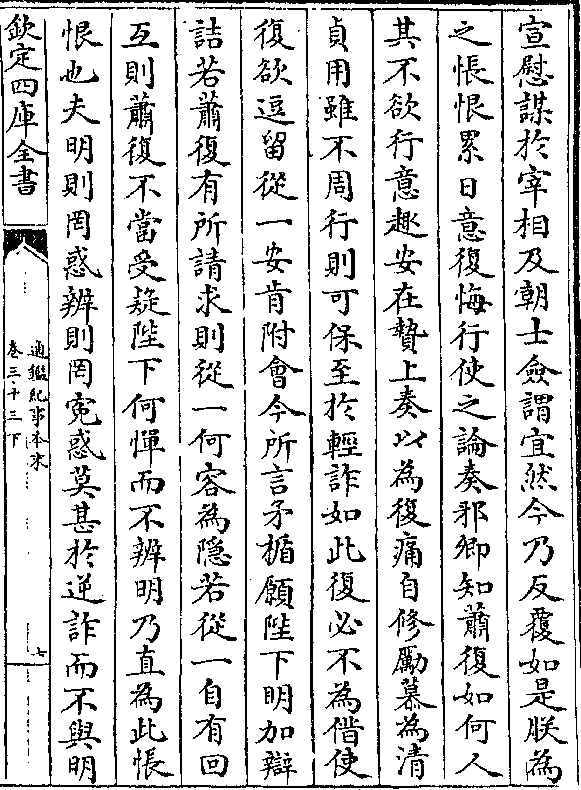 宣慰謀於宰相及朝士僉謂宜然今乃反覆如是朕為
之悵恨累日意復悔行使之論奏邪卿知蕭復如何人
其不欲行意趣安在贄上奏以為復痛自修勵慕為清
貞用雖不周行則可保至於輕詐如此復必不為借使
復欲逗留從一安肯附會今所言矛楯願陛下明加辯
詰若蕭復有所請求則從一何容為隱若從一自有回
互則蕭復不當受疑陛下何憚而不辨明乃直為此悵
恨也夫明則罔惑辨則罔寃惑莫甚於逆詐而不與明
欽定四庫全書
通鑑紀事本末
卷三十三下
七